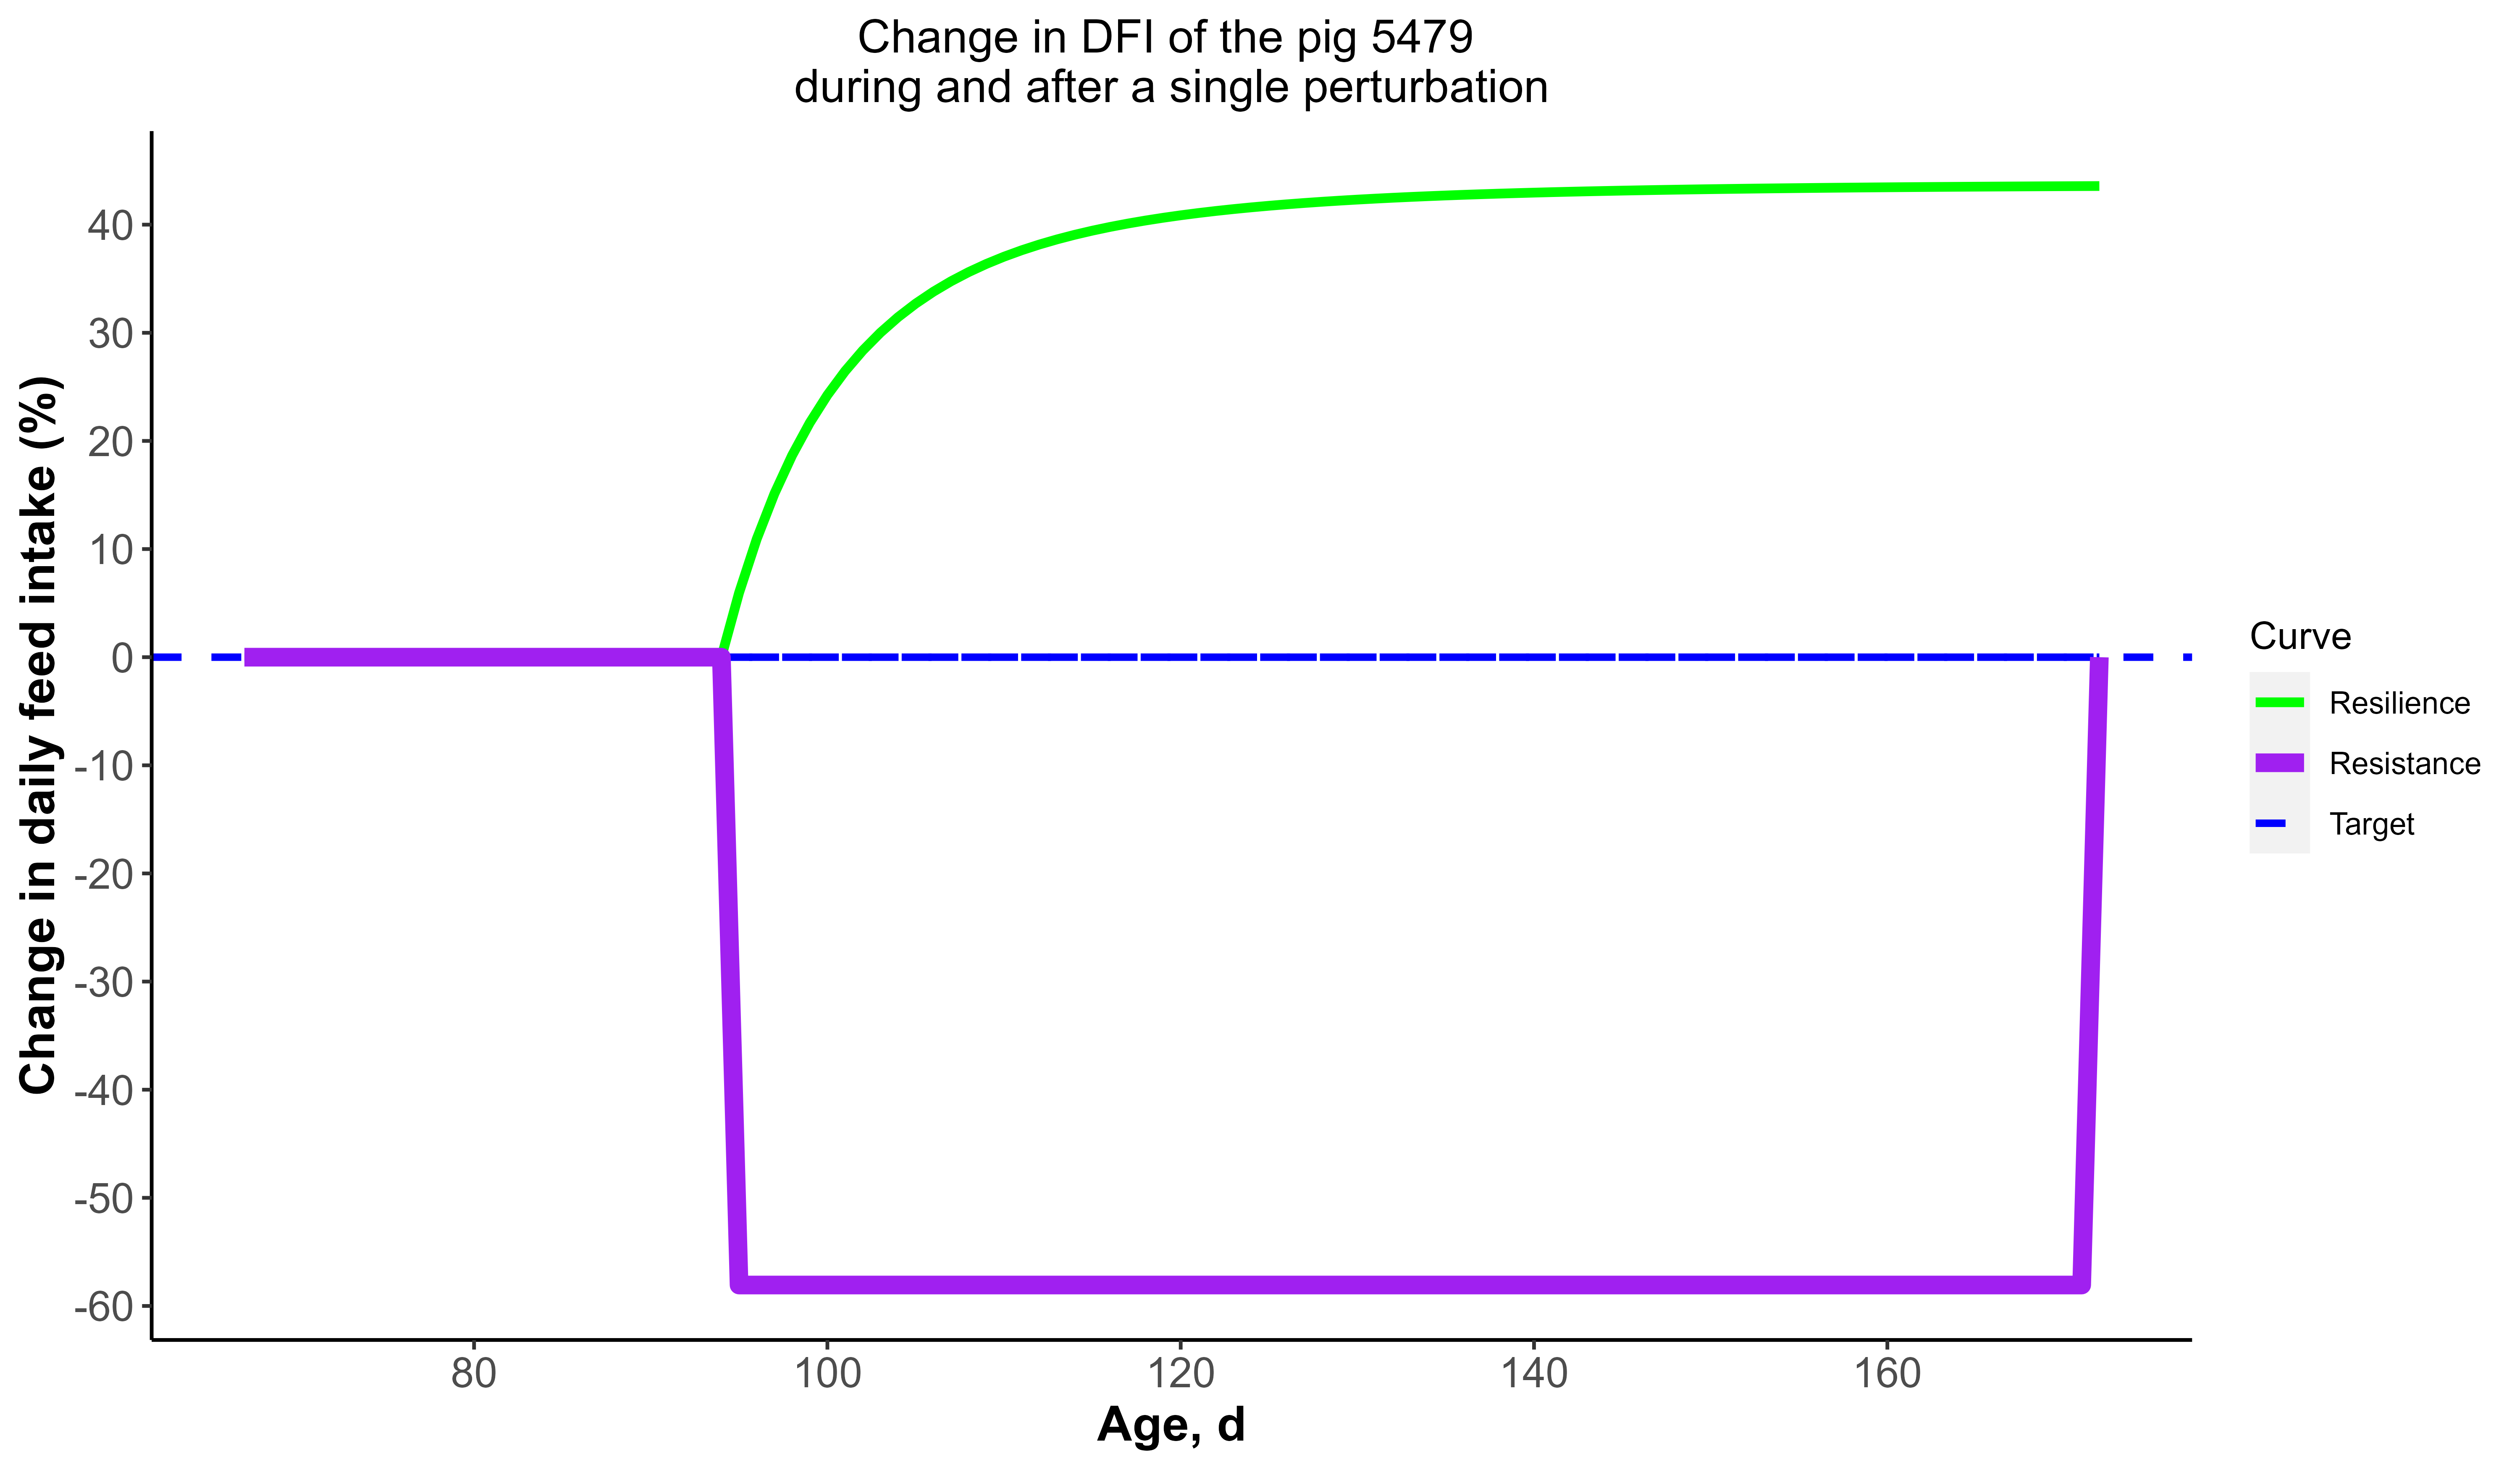 Change in DFI of the pig 5479
during and after a single perturbation
Change in daily feed intake (%)
40
30
20
10
0
-10
-20
-30
-40
-50
-60
80 100 120 140 160
Age, d
Curve
Resilience
Resistance
Target